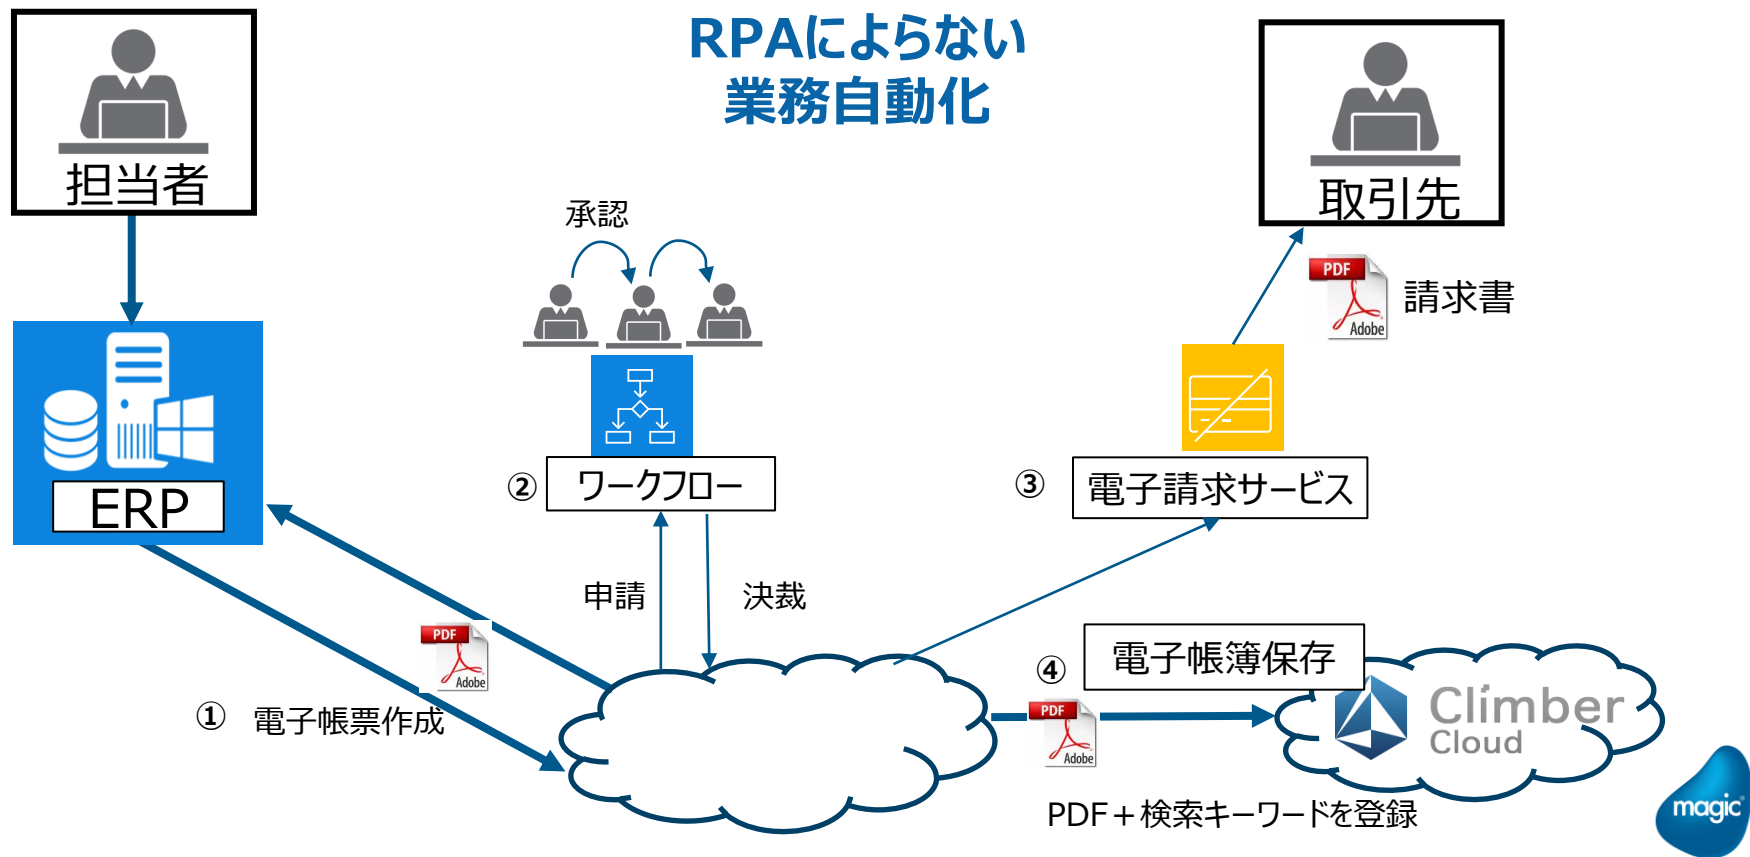 RPAによらない
業務自動化
担当者
取引先
承認
PDF
Adobe
請求書
ERP
②
ワークフロー
③
電子請求サービス
申請
決裁
PDF
Adobe
①
電子帳票作成
④
電子帳簿保存
PDF
Adobe
Climber
Cloud
PDF+検索キーワードを登録
magic